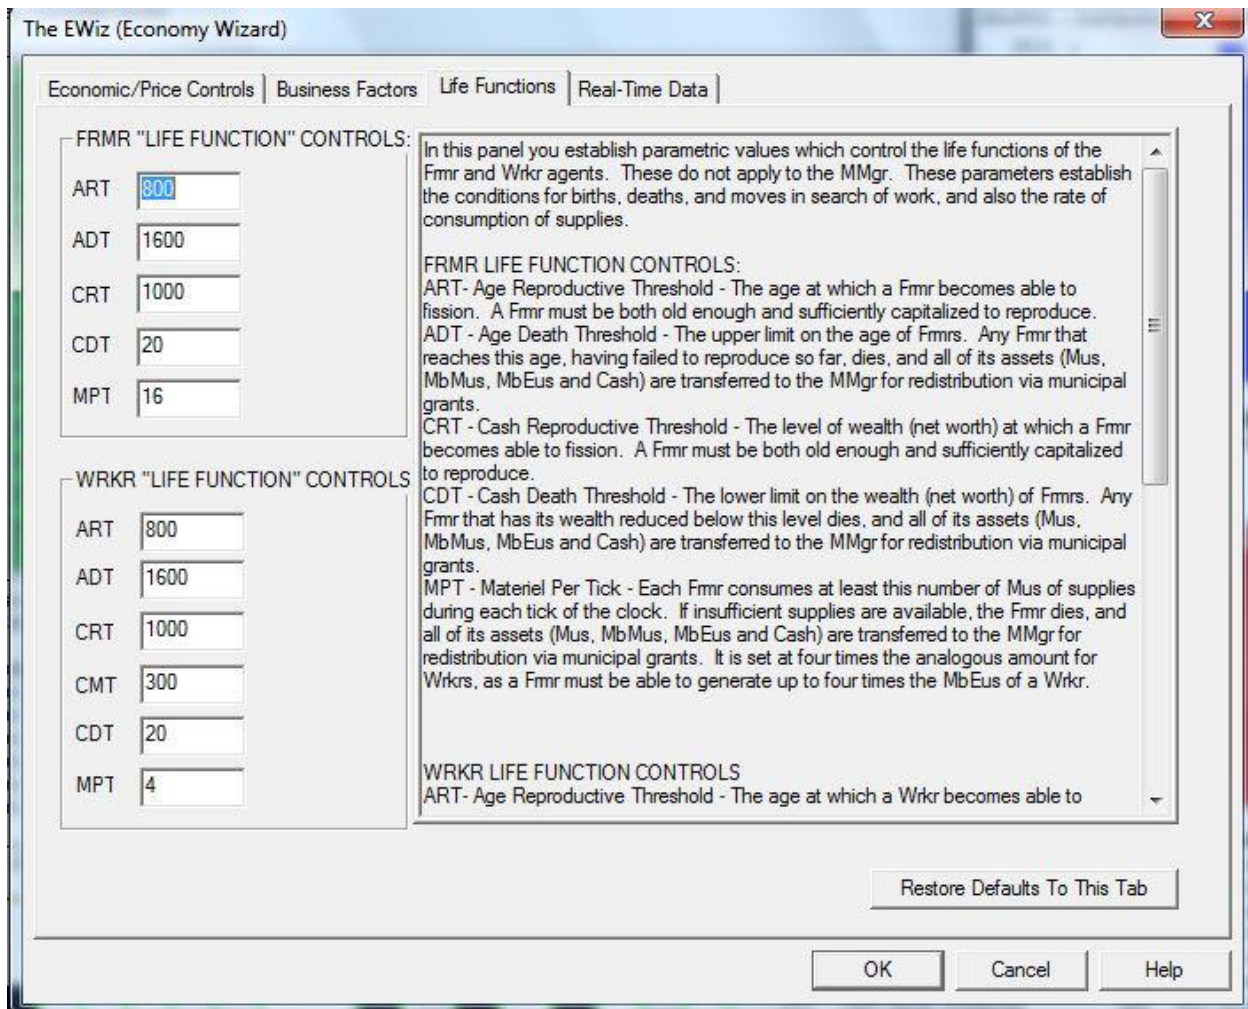 The EWiz (Economy Wizard)
Economic/Price Controls
Business Factors
Life Functions
Real-Time Data
FRMR "LIFE FUNCTION" CONTROLS:
ART 800
ADT 1600
CRT 1000
CDT 20
MPT 16
WRKR "LIFE FUNCTION" CONTROLS
ART 800
ADT 1600
CRT 1000
CMT 300
CDT 20
MPT 4
In this panel you establish parametric values which control the life functions of the
Frmr and Wrkr agents.  These do not apply to the MMgr.  These parameters establish
the conditions for births, deaths, and moves in search of work, and also the rate of
consumption of supplies.
FRMR LIFE FUNCTION CONTROLS:
ART- Age Reproductive Threshold - The age at which a Frmr becomes able to
fission.  A Frmr must be both old enough and sufficiently capitalized to reproduce.
ADT - Age Death Threshold - The upper limit on the age of Frmrs.  Any Frmr that
reaches this age, having failed to reproduce so far, dies, and all of its assets (Mus,
MbMus, MbEus and Cash) are transferred to the MMgr for redistribution via municipal
grants.
CRT - Cash Reproductive Threshold - The level of wealth (net worth) at which a Frmr
becomes able to fission.  A Frmr must be both old enough and sufficiently capitalized
to reproduce.
CDT - Cash Death Threshold - The lower limit on the wealth (net worth) of Frmrs.  Any
Frmr that has its wealth reduced below this level dies, and all of its assets (Mus,
MbMus, MbEus and Cash) are transferred to the MMgr for redistribution via municipal
grants.
MPT - Materiel Per Tick - Each Frmr consumes at least this number of Mus of supplies
during each tick of the clock.  If insufficient supplies are available, the Frmr dies, and
all of its assets (Mus, MbMus, MbEus and Cash) are transferred to the MMgr for
redistribution via municipal grants.  It is set at four times the analogous amount for
Wrkrs, as a Frmr must be able to generate up to four times the MbEus of a Wrkr.
WRKR LIFE FUNCTION CONTROLS
ART- Age Reproductive Threshold - The age at which a Wrkr becomes able to
Restore Defaults To This Tab
OK
Cancel
Help